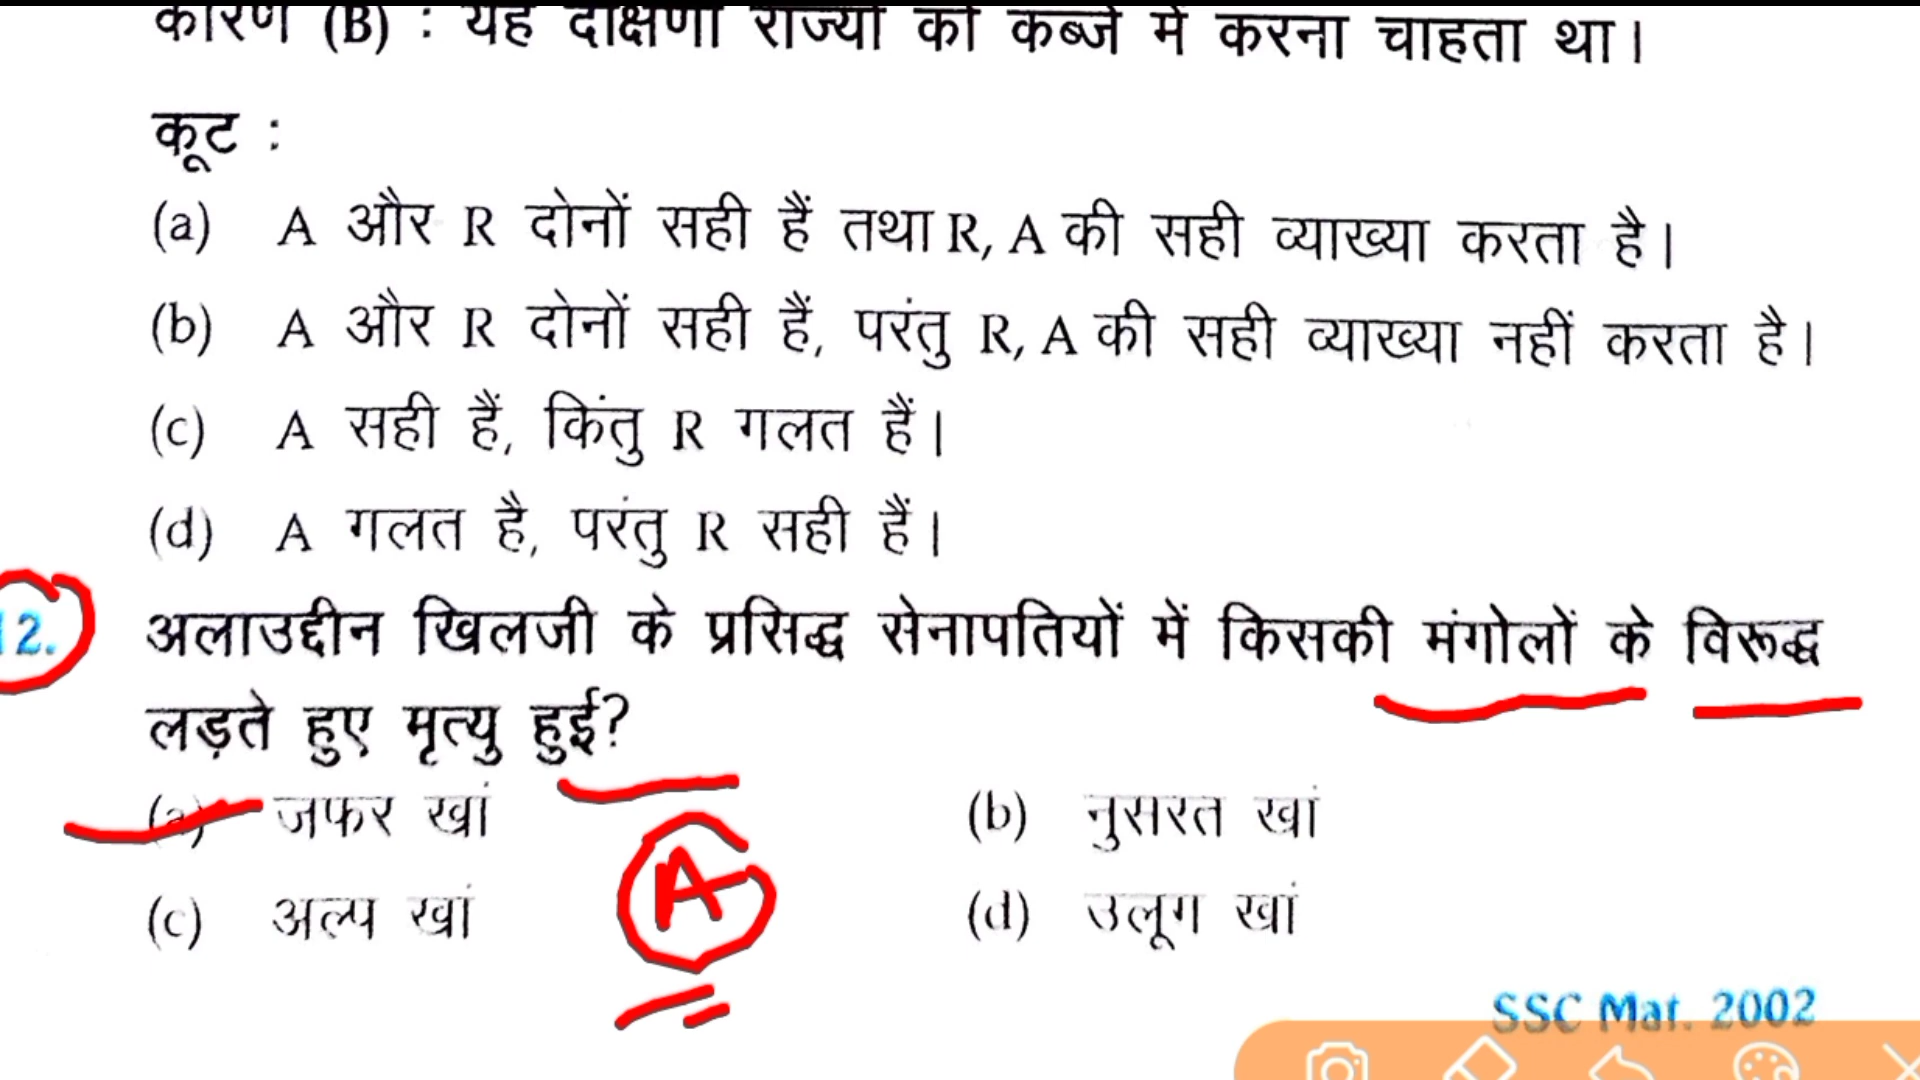 कारण (B) : यह दक्षिणी राज्यों को कब्जे में करना चाहता था।
कूट :
(a) A और R दोनों सही हैं तथा R, A की सही व्याख्या करता है।
(b) A और R दोनों सही हैं, परंतु R, A की सही व्याख्या नहीं करता है।
(c) A सही हैं, किंतु R गलत हैं।
(d) A गलत है, परंतु R सही हैं।
12. अलाउद्दीन खिलजी के प्रसिद्ध सेनापतियों में किसकी मंगोलों के विरूद्ध
लड़ते हुए मृत्यु हुई?
(a) जफर खां (b) नुसरत खां
(c) अल्प खां (d) उलूग खां
A
SSC Mat. 2002